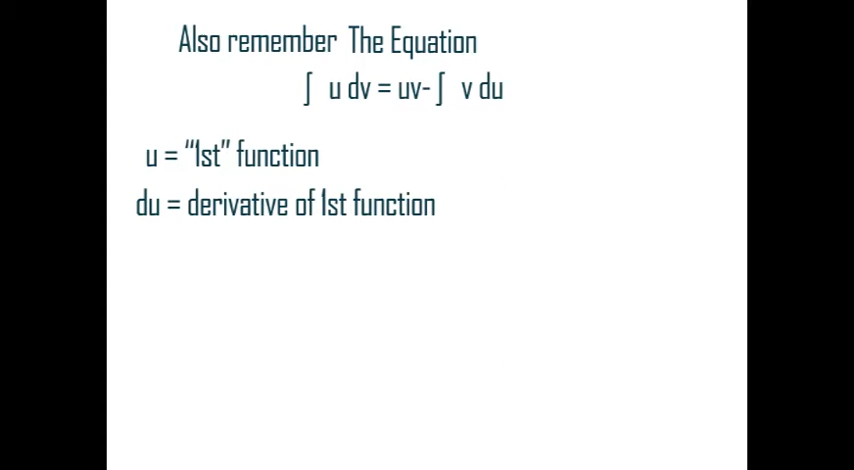 Also remember The Equation
∫ u dv = uv- ∫ v du
u = “1st” function
du = derivative of 1st function